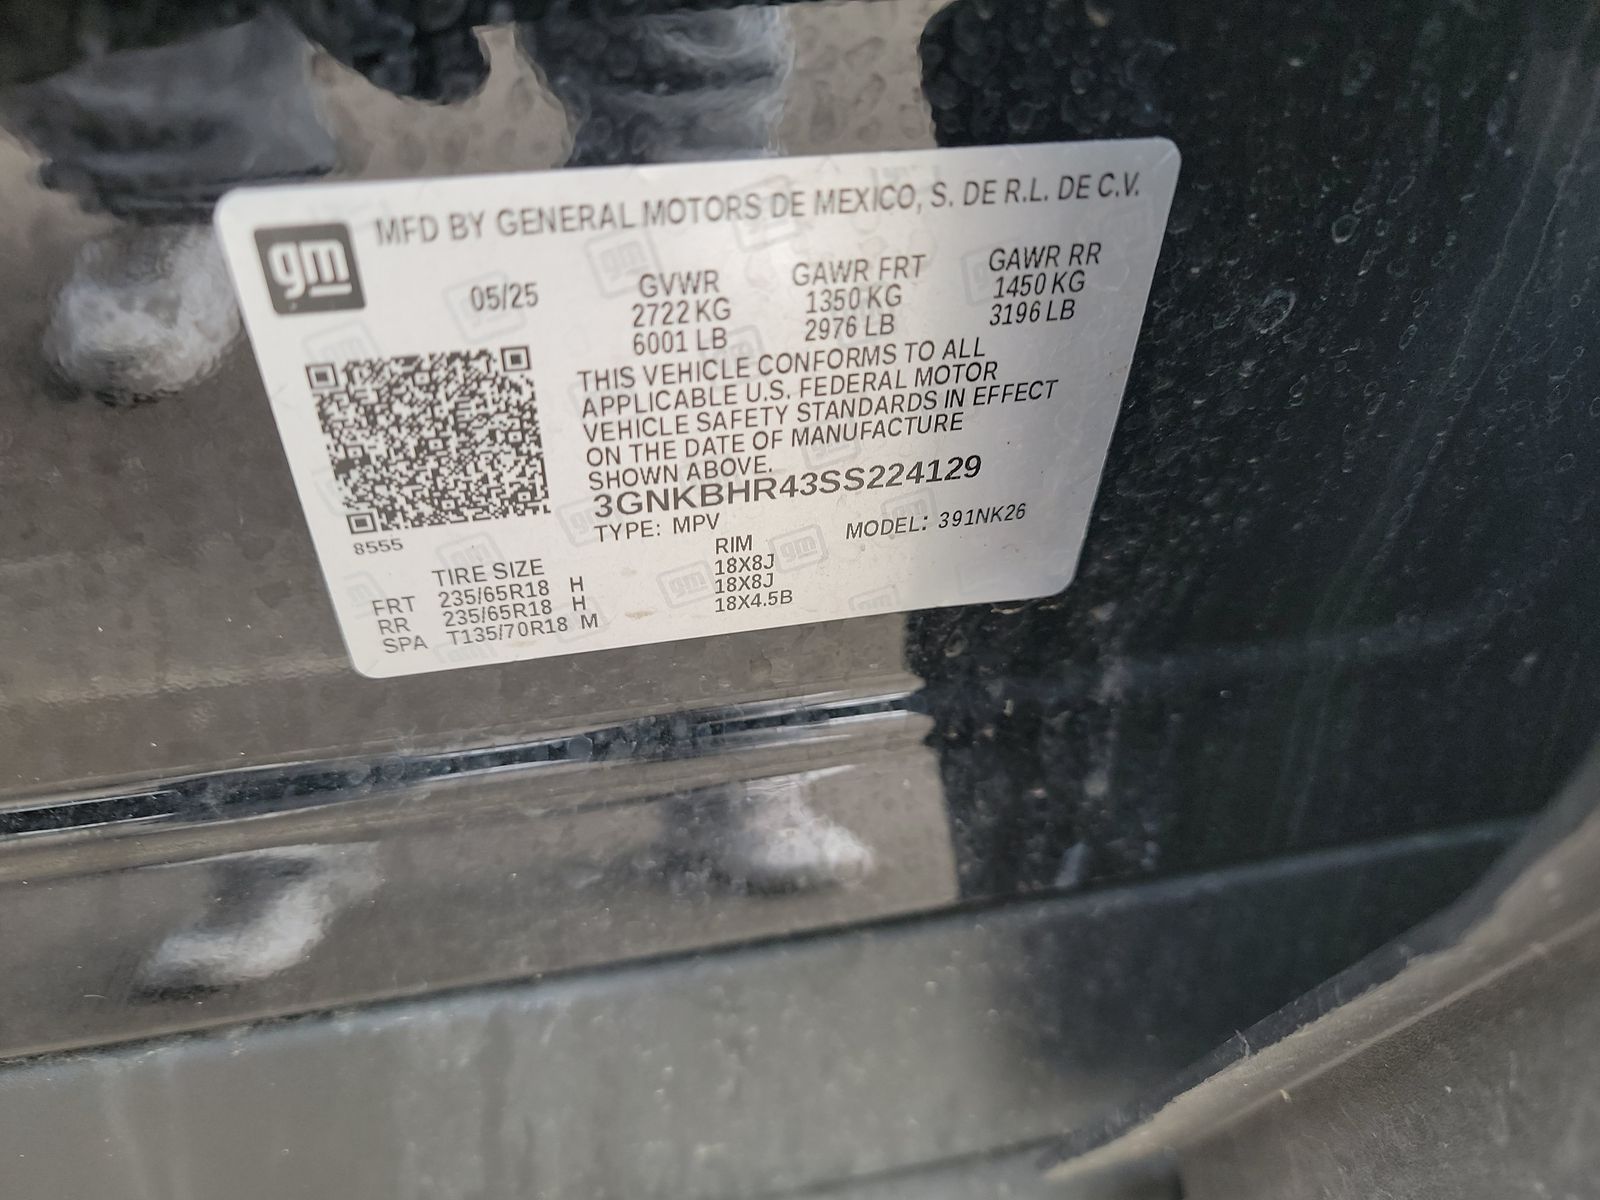 gm MFD BY GENERAL MOTORS DE MEXICO, S. DE R.L. DE C.V.
05/25 GVWR GAWR FRT GAWR RR
2722 KG 1350 KG 1450 KG
6001 LB 2976 LB 3196 LB
THIS VEHICLE CONFORMS TO ALL
APPLICABLE U.S. FEDERAL MOTOR
VEHICLE SAFETY STANDARDS IN EFFECT
ON THE DATE OF MANUFACTURE
SHOWN ABOVE.
3GNKBHR43SS224129
TYPE: MPV MODEL: 391NK26
8555
TIRE SIZE RIM
FRT 235/65R18 H 18X8J
RR 235/65R18 H 18X8J
SPA T135/70R18 M 18X4.5B